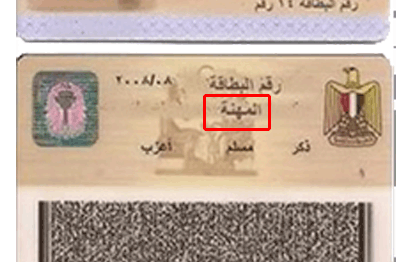 رقم البطاقة ١٤ رقم
رقم البطاقة ٢٠٠٨/٠٨
المهنة
ذكر مسلم أعزب